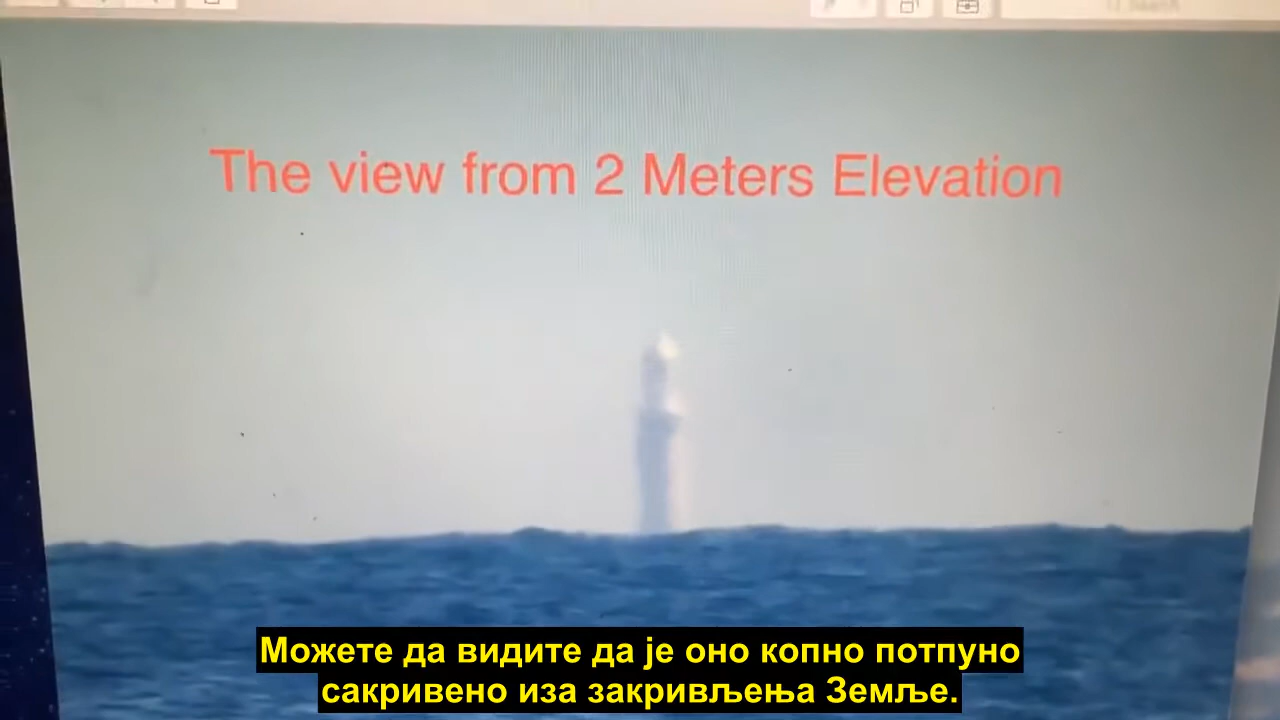 The view from 2 Meters Elevation
Можете да видите да је оно копно потпуно
сакривено иза закривљења Земље.